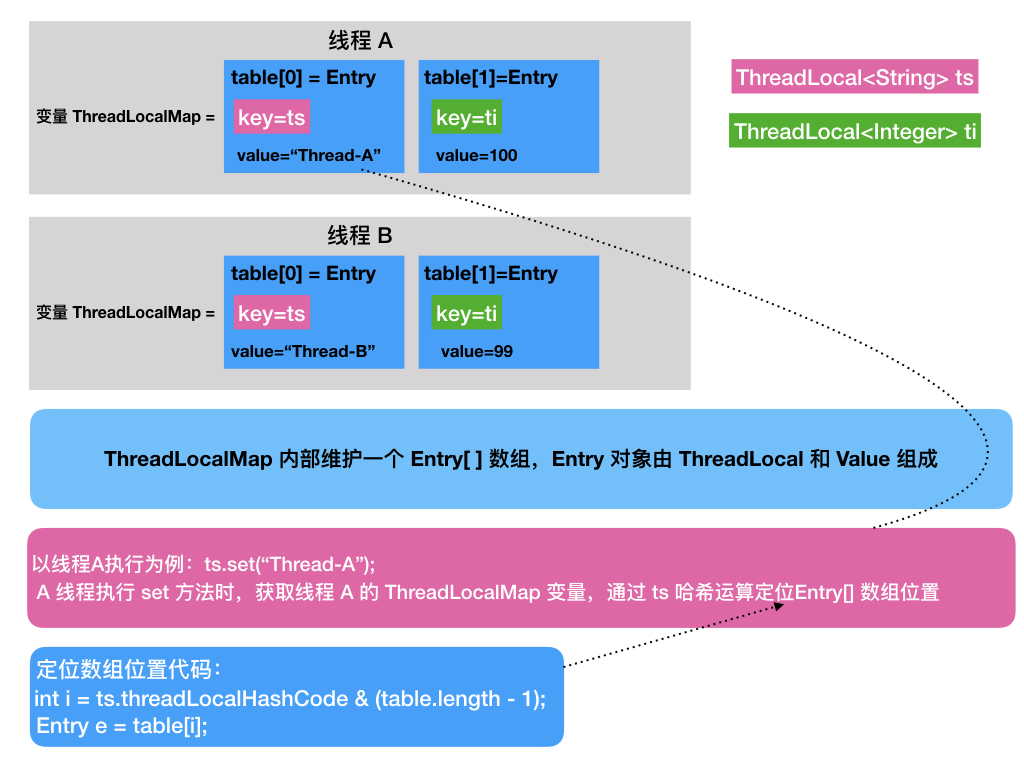 线程 A
table[0] = Entry
table[1]=Entry
变量 ThreadLocalMap =
key=ts
key=ti
value=“Thread-A”
value=100
ThreadLocal<String> ts
ThreadLocal<Integer> ti
线程 B
table[0] = Entry
table[1]=Entry
变量 ThreadLocalMap =
key=ts
key=ti
value=“Thread-B”
value=99
ThreadLocalMap 内部维护一个 Entry[ ] 数组，Entry 对象由 ThreadLocal 和 Value 组成
以线程A执行为例：ts.set(“Thread-A”);
A 线程执行 set 方法时，获取线程 A 的 ThreadLocalMap 变量，通过 ts 哈希运算定位Entry[] 数组位置
定位数组位置代码：
int i = ts.threadLocalHashCode & (table.length - 1);
Entry e = table[i];